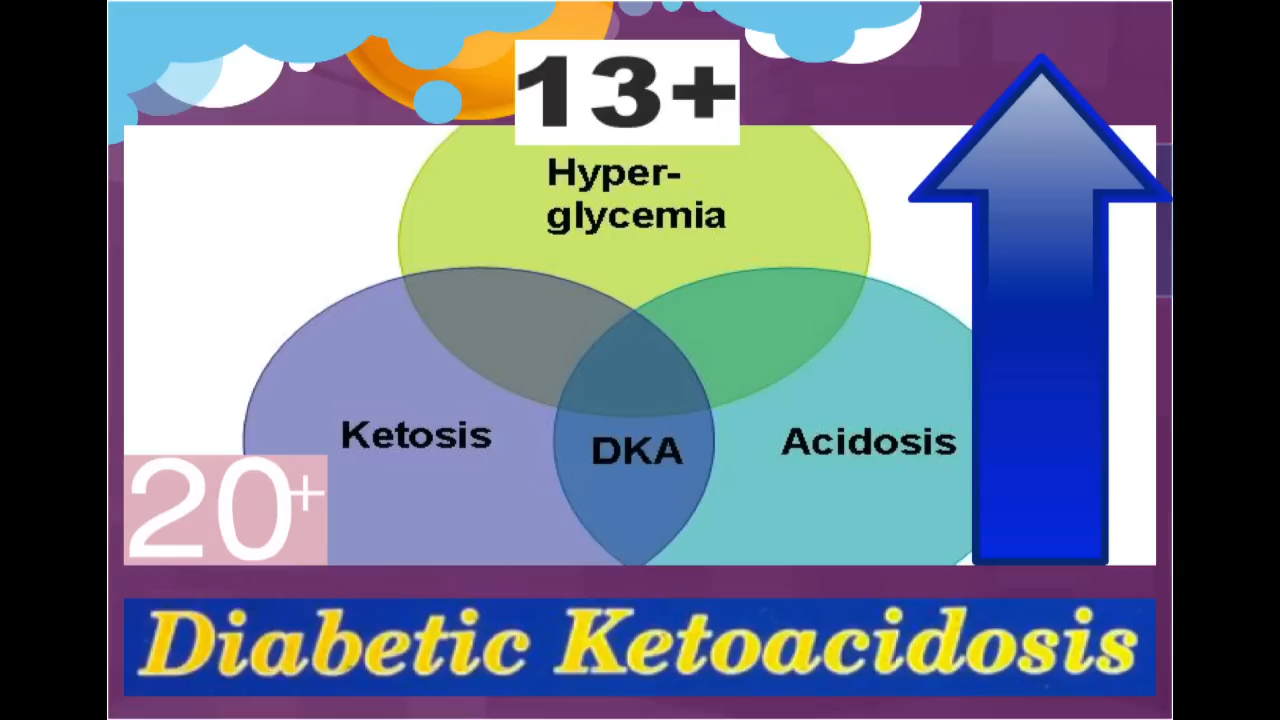 13+
Hyper-
glycemia
Ketosis
DKA
Acidosis
20+
Diabetic Ketoacidosis